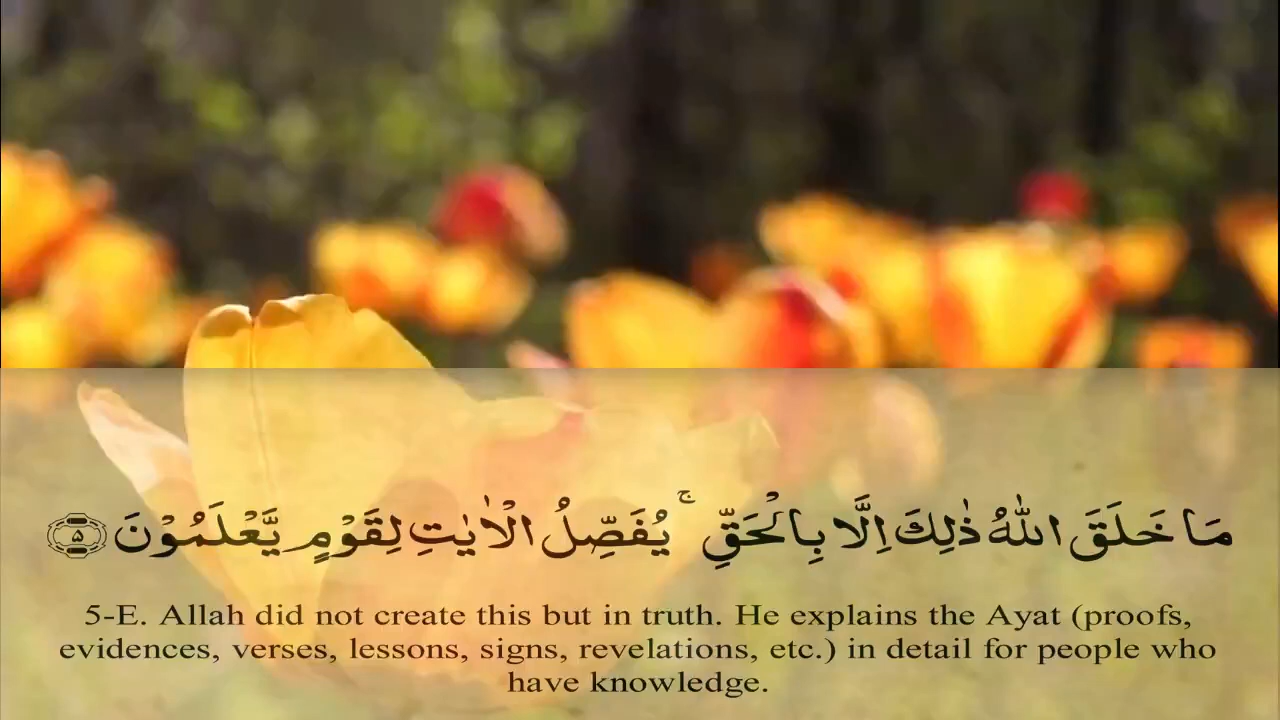 مَا خَلَقَ اللّٰهُ ذٰلِكَ اِلَّا بِالْحَقِّ ۚ يُفَصِّلُ الْاٰيٰتِ لِقَوْمٍ يَّعْلَمُوْنَ ۵
5-E. Allah did not create this but in truth. He explains the Ayat (proofs,
evidences, verses, lessons, signs, revelations, etc.) in detail for people who
have knowledge.